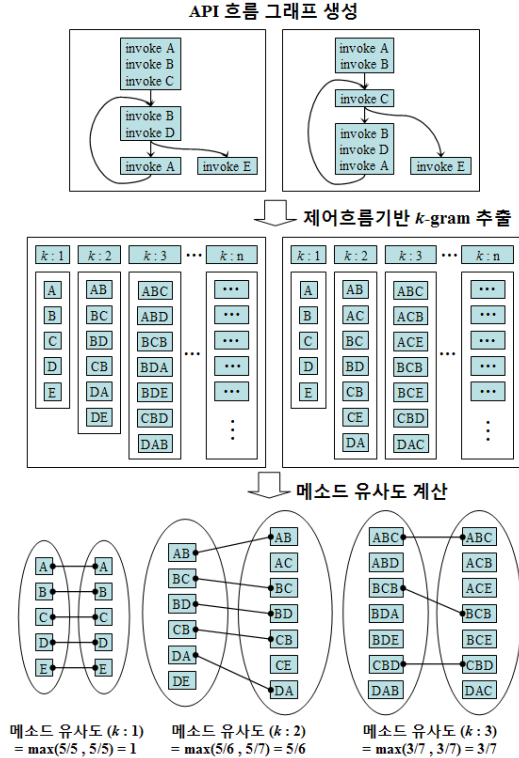 API 흐름 그래프 생성
invoke A
invoke B
invoke C
invoke B
invoke D
invoke A
invoke E
invoke A
invoke B
invoke C
invoke B
invoke D
invoke A
invoke E
제어흐름기반 k-gram 추출
k : 1
k : 2
k : 3
...
k : n
A
B
C
D
E
AB
BC
BD
CB
DA
DE
ABC
ABD
BCB
BDA
BDE
CBD
DAB
...
...
...
...
...
...
⋮
k : 1
k : 2
k : 3
...
k : n
A
B
C
D
E
AB
AC
BC
BD
CB
CE
DA
ABC
ACB
ACE
BCB
BCE
CBD
DAC
...
...
...
...
...
...
⋮
메소드 유사도 계산
A
B
C
D
E
A
B
C
D
E
AB
BC
BD
CB
DA
DE
AB
AC
BC
BD
CB
CE
DA
ABC
ABD
BCB
BDA
BDE
CBD
DAB
ABC
ACB
ACE
BCB
BCE
CBD
DAC
메소드 유사도 (k : 1)
= max(5/5 , 5/5) = 1
메소드 유사도 (k : 2)
= max(5/6 , 5/7) = 5/6
메소드 유사도 (k : 3)
= max(3/7 , 3/7) = 3/7